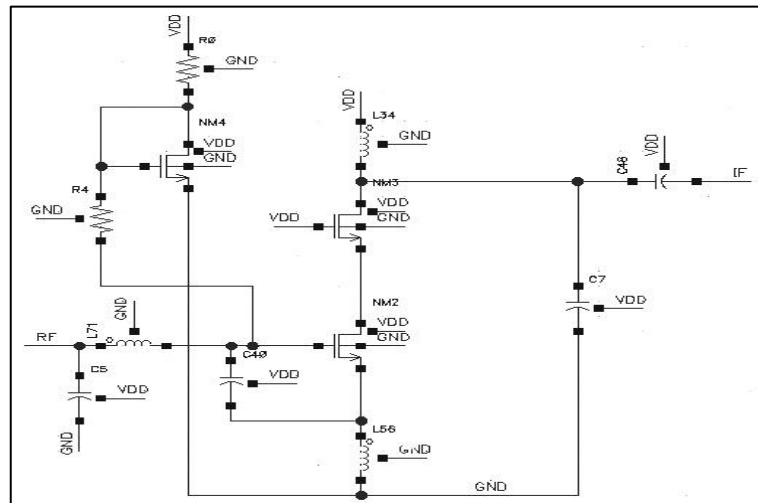 VDD
R0
GND
NM4
VDD
GND
R4
GND
VDD
L34
GND
NM3
VDD
VDD
GND
C48
VDD
IF
C7
VDD
NM2
VDD
GND
RF
L71
GND
C5
VDD
GND
C40
VDD
L56
GND
GND